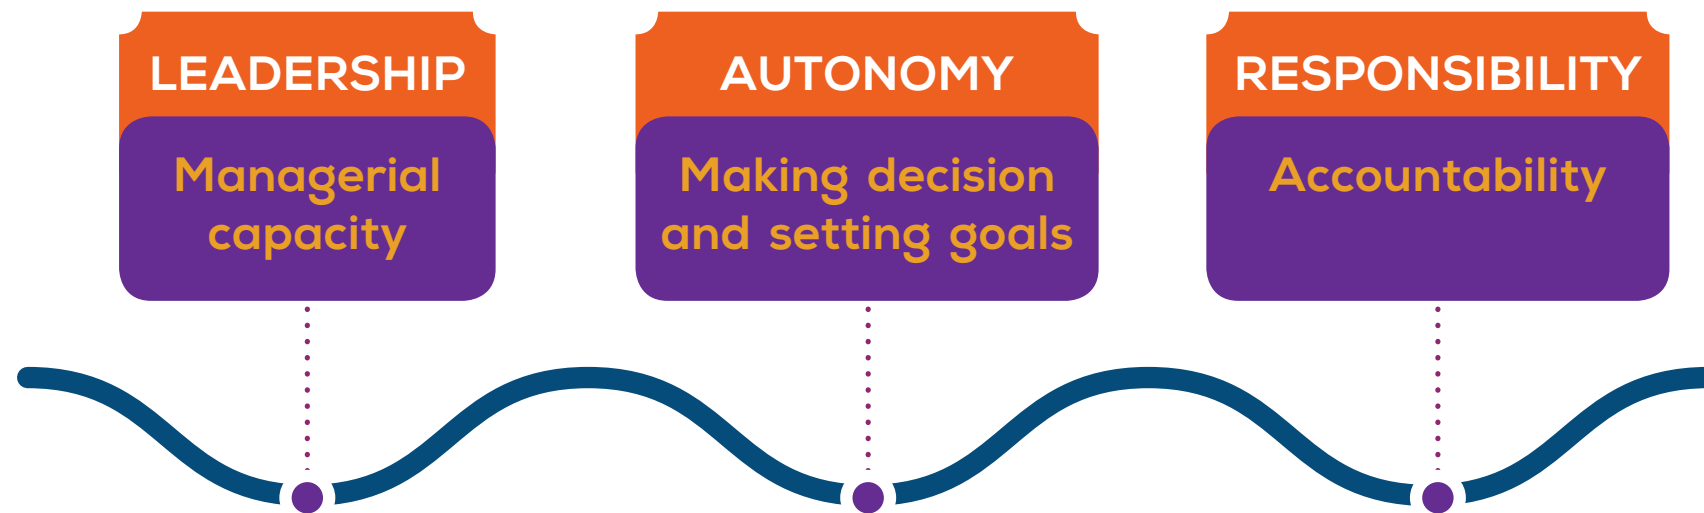 LEADERSHIP
Managerial
capacity
AUTONOMY
Making decision
and setting goals
RESPONSIBILITY
Accountability